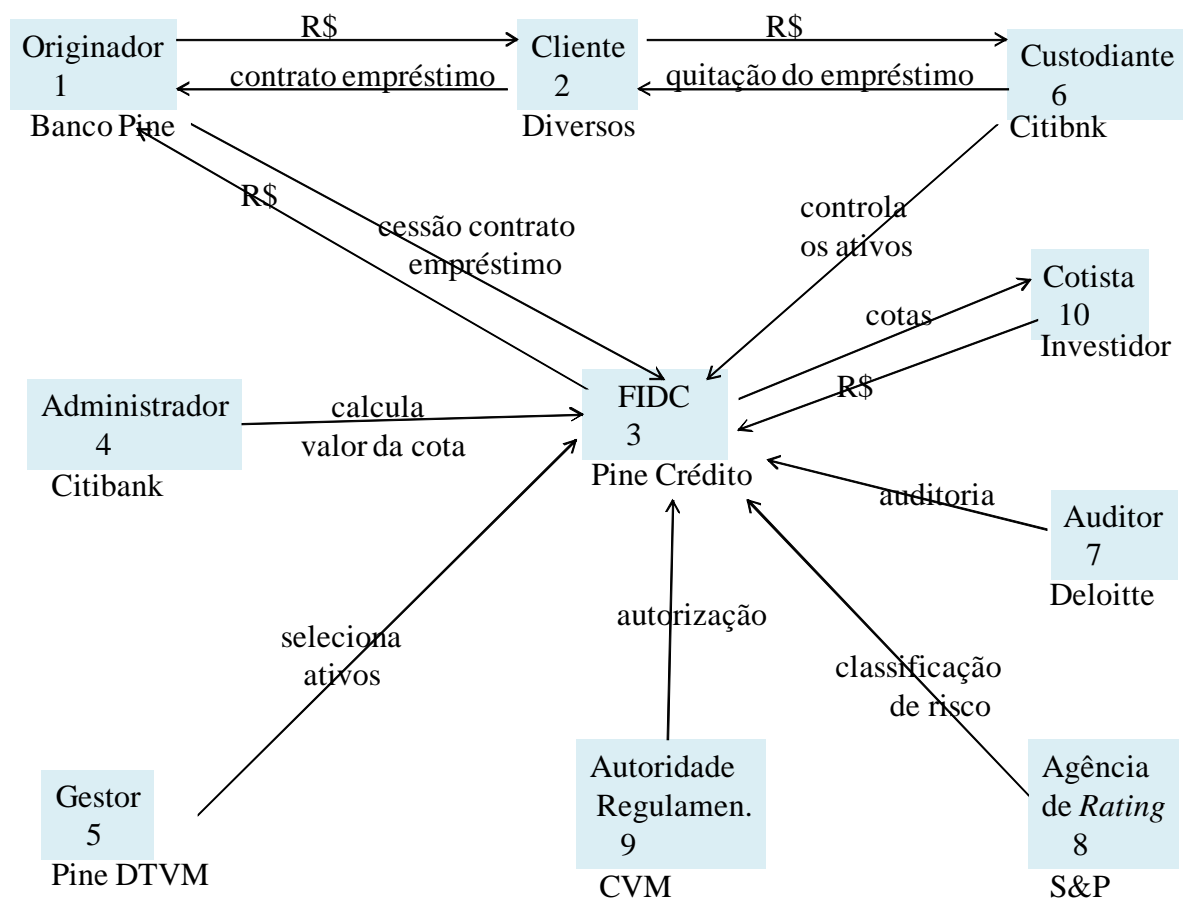 R$
R$
Originador
1
Banco Pine
contrato empréstimo
Cliente
2
Diversos
quitação do empréstimo
Custodiante
6
Citibnk
R$
cessão contrato
empréstimo
controla
os ativos
Cotista
10
Investidor
cotas
R$
Administrador
4
Citibank
calcula
valor da cota
FIDC
3
Pine Crédito
auditoria
Auditor
7
Deloitte
seleciona
ativos
autorização
classificação
de risco
Gestor
5
Pine DTVM
Autoridade
Regulamen.
9
CVM
Agência
de Rating
8
S&P